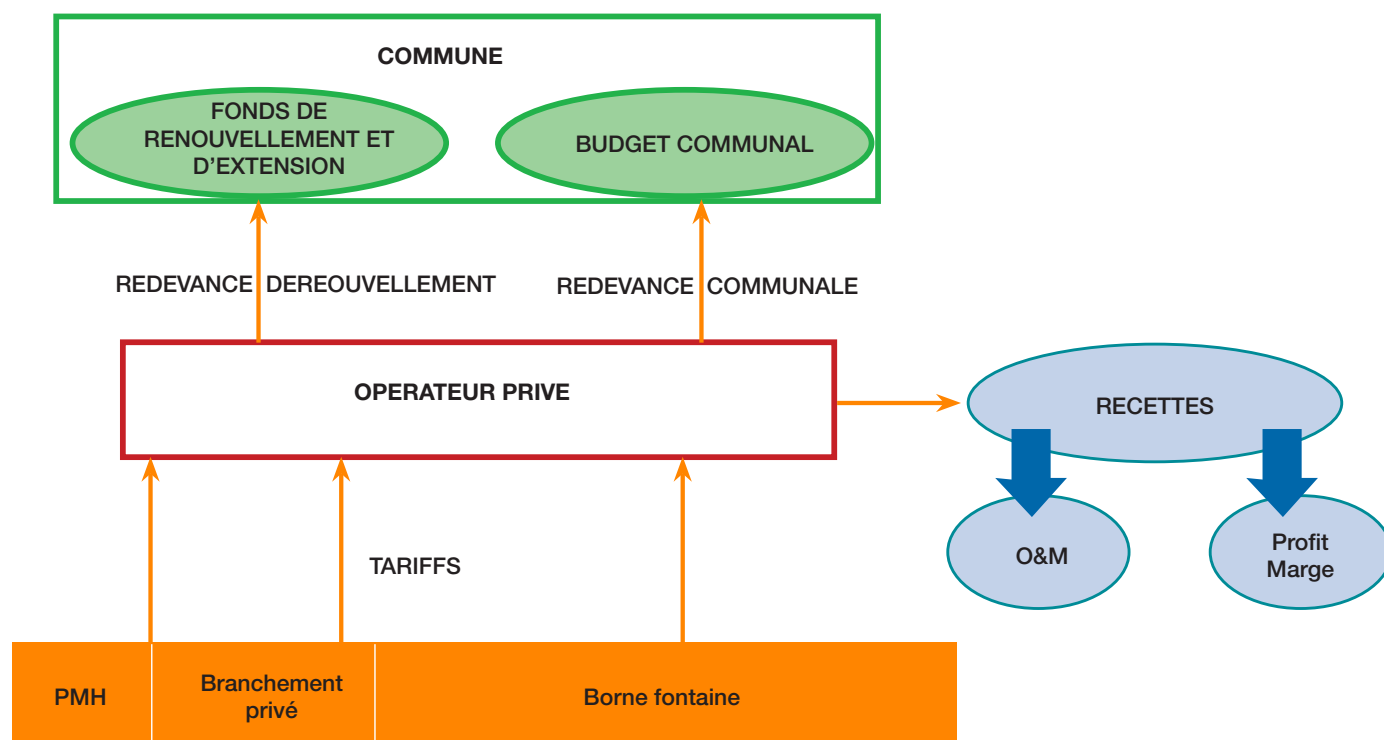 COMMUNE
FONDS DE
RENOUVELLEMENT ET
D'EXTENSION
BUDGET COMMUNAL
REDEVANCE DEREOUVELLEMENT
REDEVANCE COMMUNALE
OPERATEUR PRIVE
RECETTES
O&M
Profit
Marge
TARIFFS
PMH
Branchement
privé
Borne fontaine